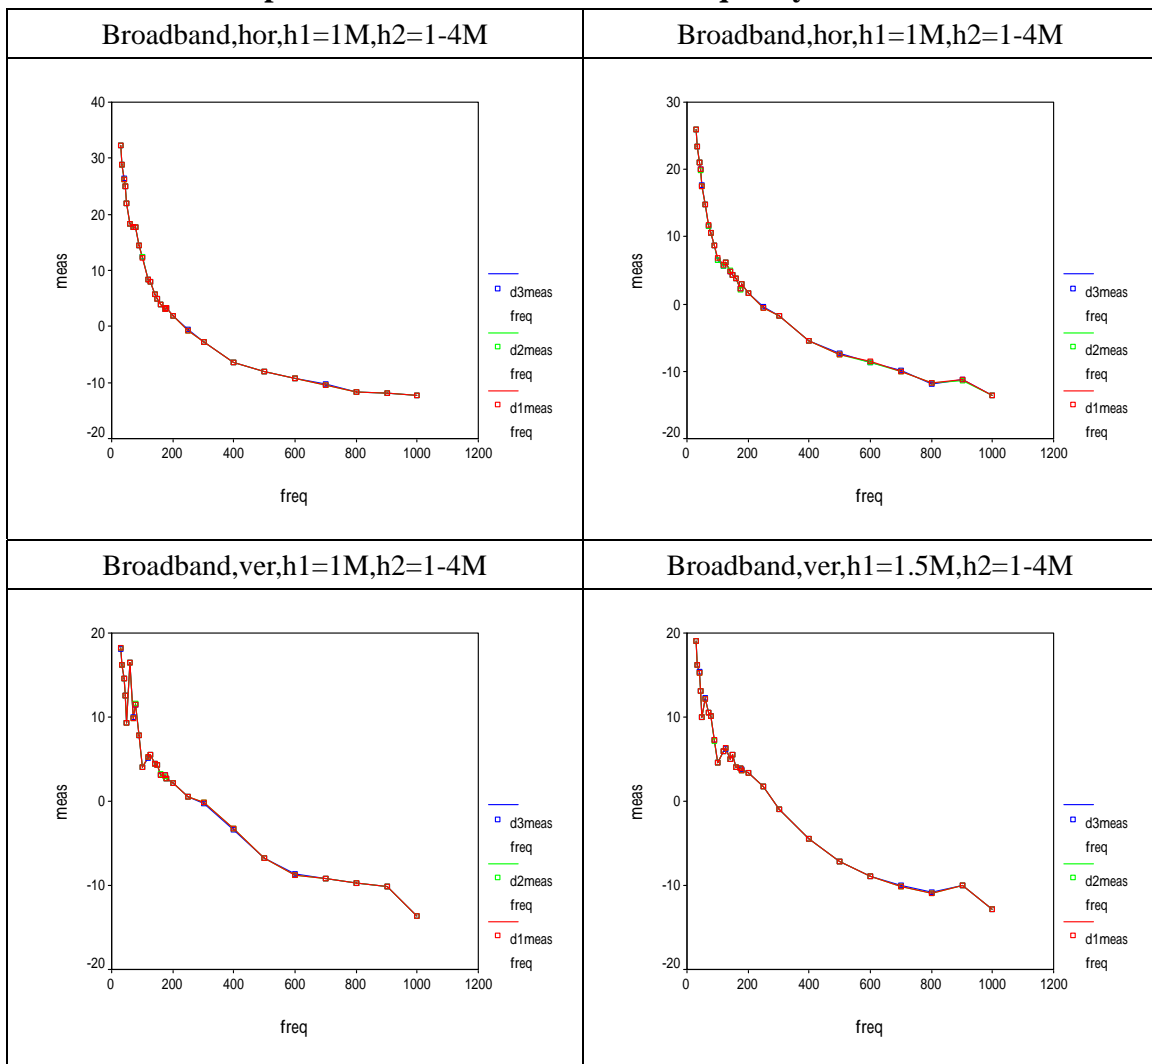 Broadband,hor,h1=1M,h2=1-4M
Broadband,hor,h1=1M,h2=1-4M
40
30
20
10
0
-10
-20
meas
0
200
400
600
800
1000
1200
freq
d3meas
freq
d2meas
freq
d1meas
freq
30
20
10
0
-10
-20
meas
0
200
400
600
800
1000
1200
freq
d3meas
freq
d2meas
freq
d1meas
freq
Broadband,ver,h1=1M,h2=1-4M
Broadband,ver,h1=1.5M,h2=1-4M
20
10
0
-10
-20
meas
0
200
400
600
800
1000
1200
freq
d3meas
freq
d2meas
freq
d1meas
freq
20
10
0
-10
-20
meas
0
200
400
600
800
1000
1200
freq
d3meas
freq
d2meas
freq
d1meas
freq